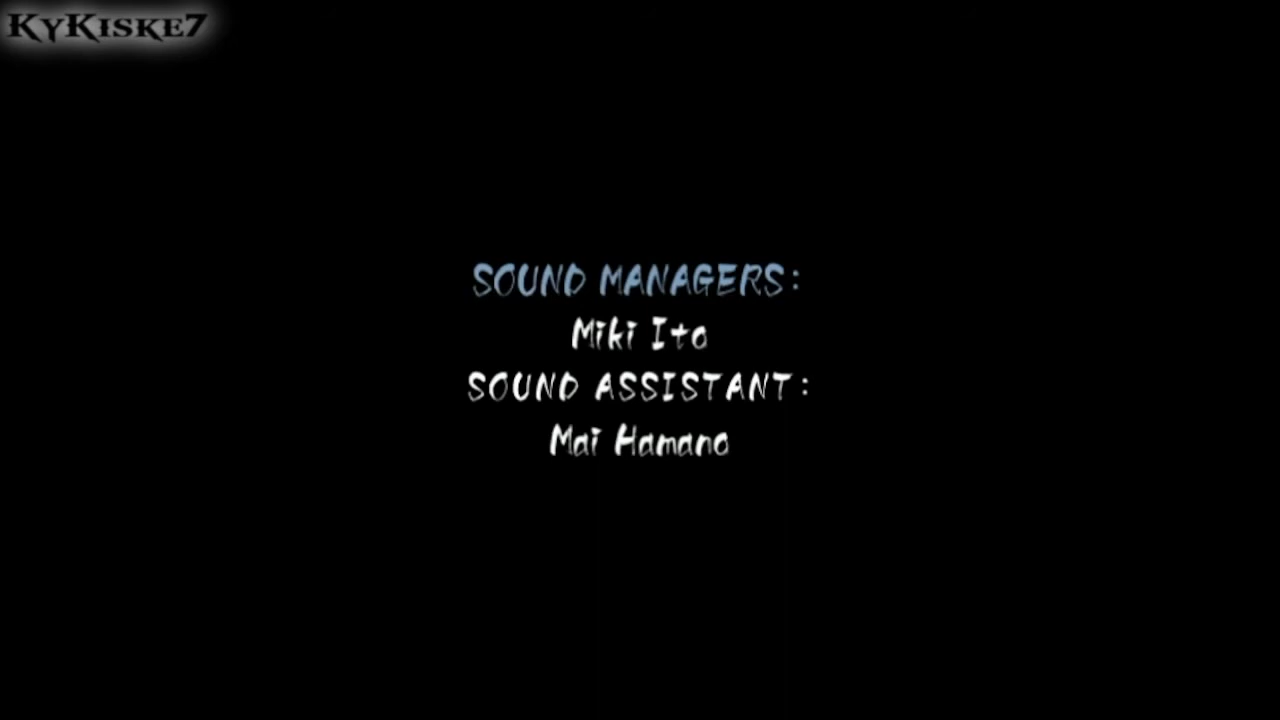 KyKiske7
SOUND MANAGERS:
Miki Ito
SOUND ASSISTANT:
Mai Hamano